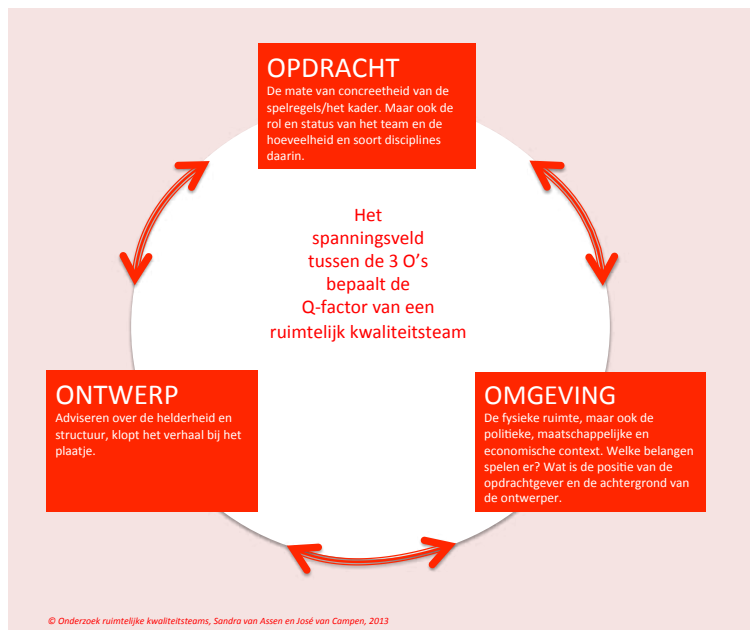 OPDRACHT
De mate van concreetheid van de
spelregels/het kader. Maar ook de
rol en status van het team en de
hoeveelheid en soort disciplines
daarin.
Het
spanningsveld
tussen de 3 O's
bepaalt de
Q-factor van een
ruimtelijk kwaliteitsteam
ONTWERP
Adviseren over de helderheid en
structuur, klopt het verhaal bij het
plaatje.
OMGEVING
De fysieke ruimte, maar ook de
politieke, maatschappelijke en
economische context. Welke belangen
spelen er? Wat is de positie van de
opdrachtgever en de achtergrond van
de ontwerper.
© Onderzoek ruimtelijke kwaliteitsteams, Sandra van Assen en José van Campen, 2013